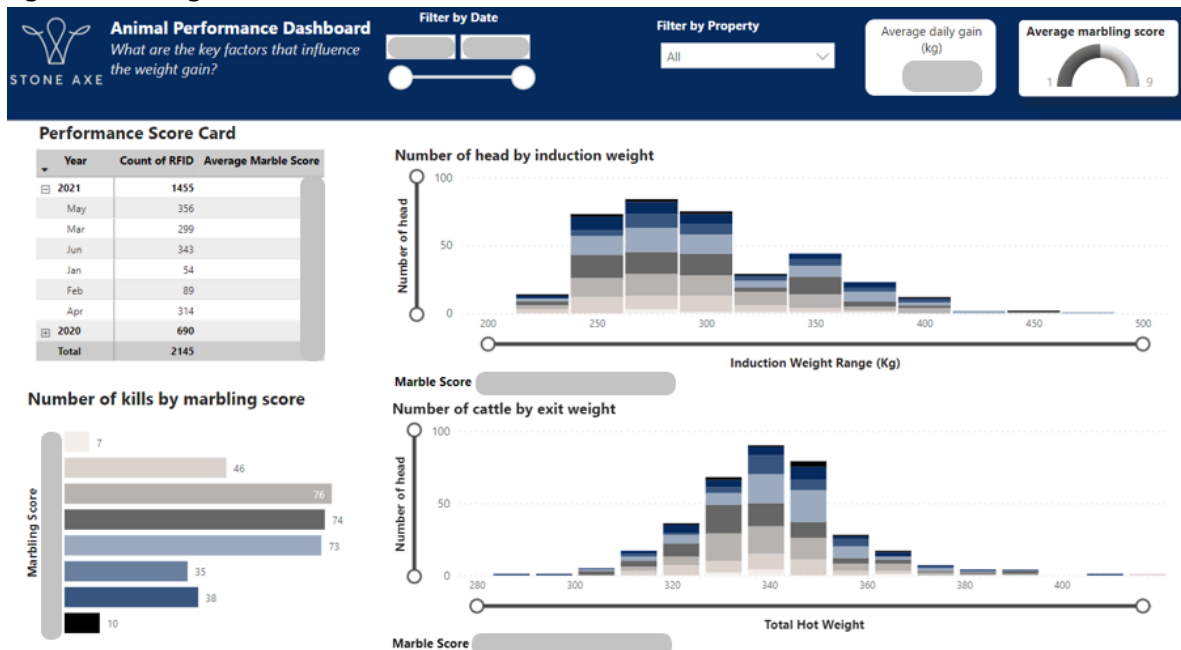 STONE AXE
Animal Performance Dashboard
What are the key factors that influence
the weight gain?
Filter by Date
Filter by Property
All
Average daily gain
(kg)
Average marbling score
1 9
Performance Score Card
Year Count of RFID Average Marble Score
2021 1455
May 356
Mar 299
Jun 343
Jan 54
Feb 89
Apr 314
2020 690
Total 2145
Number of head by induction weight
Number of head
100
50
0
200 250 300 350 400 450 500
Induction Weight Range (Kg)
Marble Score
Number of kills by marbling score
Marbling Score
7
46
76
74
73
35
38
10
Number of cattle by exit weight
Number of head
100
50
0
280 300 320 340 360 380 400
Total Hot Weight
Marble Score